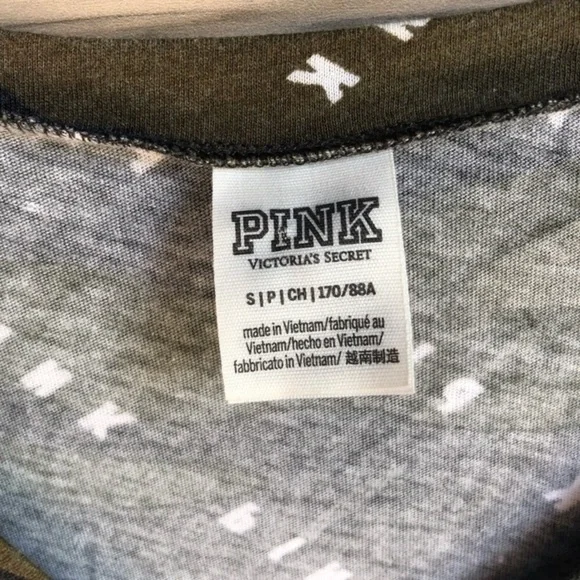 K
PINK
VICTORIA'S SECRET
S|P|CH|170/88A
made in Vietnam/fabriqué au
Vietnam/hecho en Vietnam/
fabbricato in Vietnam/ 越南制造
N K